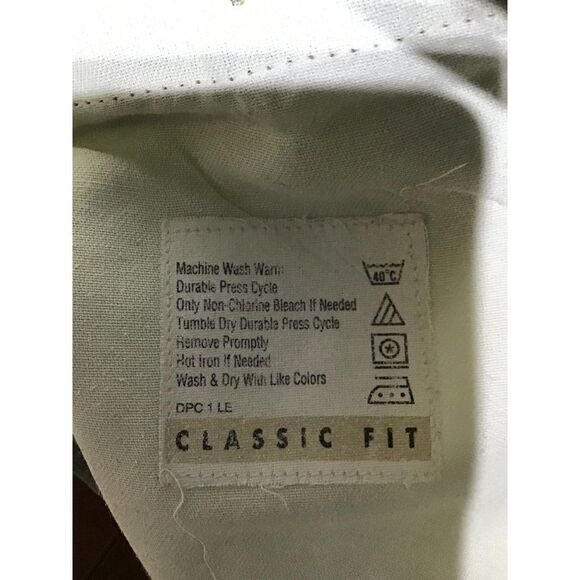 Machine Wash Warm
40°C
Durable Press Cycle
Only Non-Chlorine Bleach If Needed
Tumble Dry Durable Press Cycle
Remove Promptly
Hot Iron If Needed
Wash & Dry With Like Colors
DPC 1 LE
CLASSIC FIT